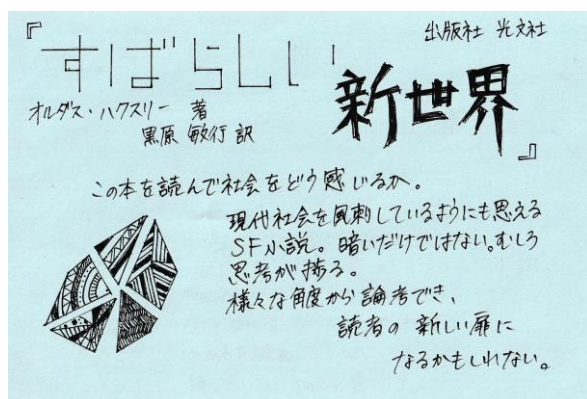 『すばらしい
新世界』
出版社 光文社
オルダス・ハクスリー 著
黒原 敏行 訳
この本を読んで社会をどう感じるか。
現代社会を風刺しているようにも思える
SF小説。暗いだけではない。むしろ
思考が捗る。
様々な角度から論考でき、
読者の 新しい扉に
なるかもしれない。